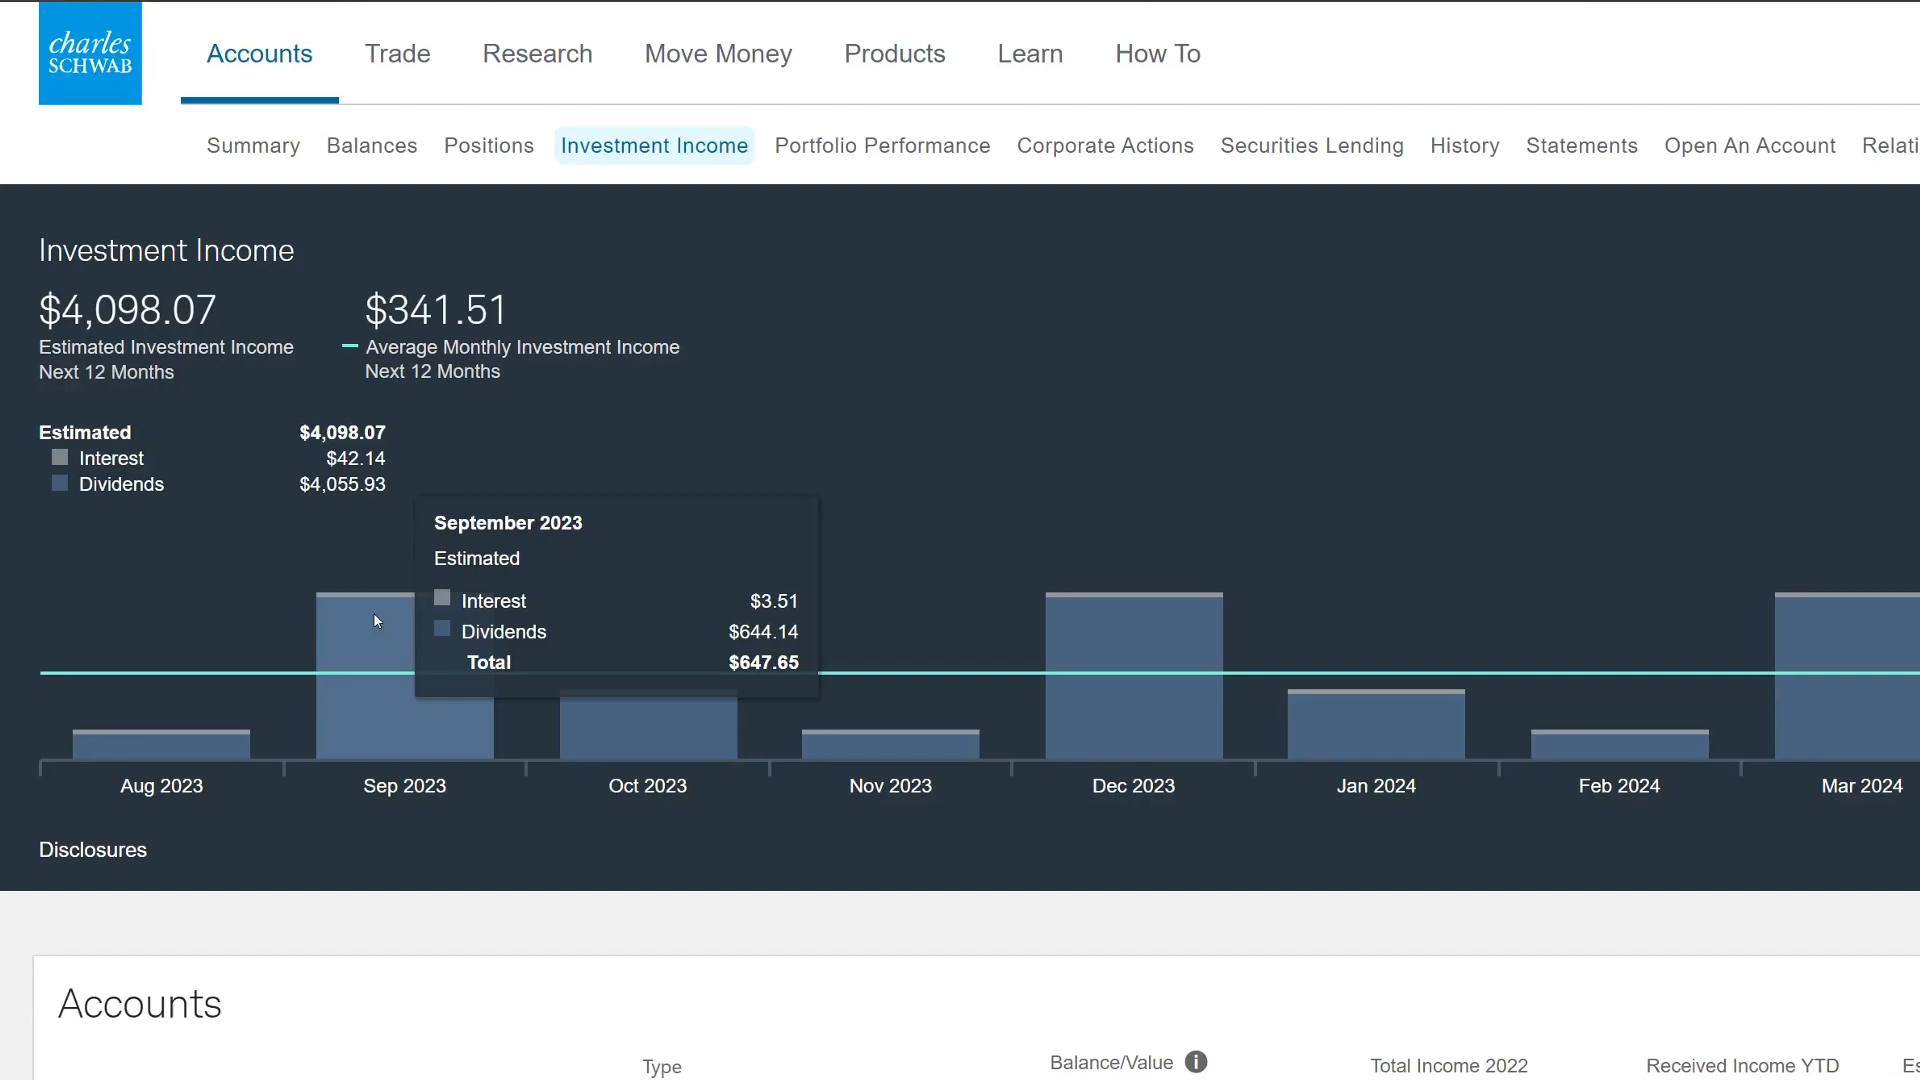 charles
SCHWAB
Accounts
Trade
Research
Move Money
Products
Learn
How To
Summary
Balances
Positions
Investment Income
Portfolio Performance
Corporate Actions
Securities Lending
History
Statements
Open An Account
Relati
Investment Income
$4,098.07
Estimated Investment Income
Next 12 Months
$341.51
Average Monthly Investment Income
Next 12 Months
Estimated $4,098.07
Interest $42.14
Dividends $4,055.93
September 2023
Estimated
Interest $3.51
Dividends $644.14
Total $647.65
Aug 2023
Sep 2023
Oct 2023
Nov 2023
Dec 2023
Jan 2024
Feb 2024
Mar 2024
Disclosures
Accounts
Type
Balance/Value
i
Total Income 2022
Received Income YTD
Es